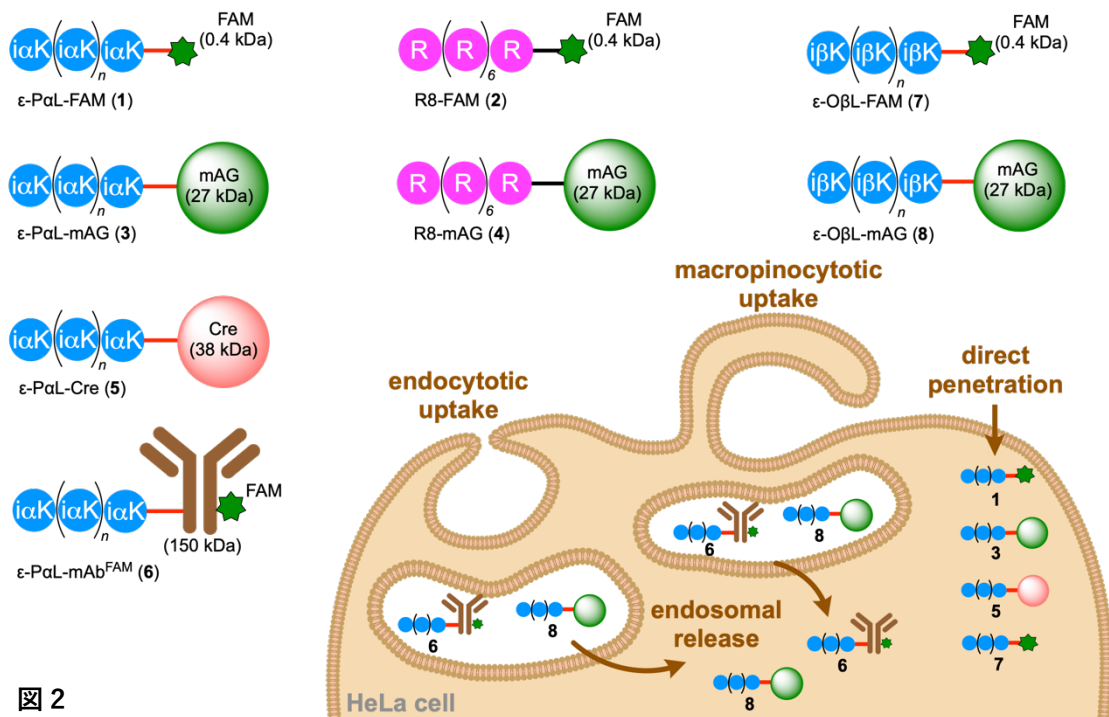 iαK (iαK)n iαK
FAM
(0.4 kDa)
ε-PαL-FAM (1)
R (R)6 R
FAM
(0.4 kDa)
R8-FAM (2)
iβK (iβK)n iβK
FAM
(0.4 kDa)
ε-OβL-FAM (7)
iαK (iαK)n iαK
mAG
(27 kDa)
ε-PαL-mAG (3)
R (R)6 R
mAG
(27 kDa)
R8-mAG (4)
iβK (iβK)n iβK
mAG
(27 kDa)
ε-OβL-mAG (8)
iαK (iαK)n iαK
Cre
(38 kDa)
ε-PαL-Cre (5)
iαK (iαK)n iαK
FAM
(150 kDa)
ε-PαL-mAbFAM (6)
macropinocytotic
uptake
endocytotic
uptake
direct
penetration
1
3
5
7
6
8
6
8
endosomal
release
6
8
HeLa cell
図 2